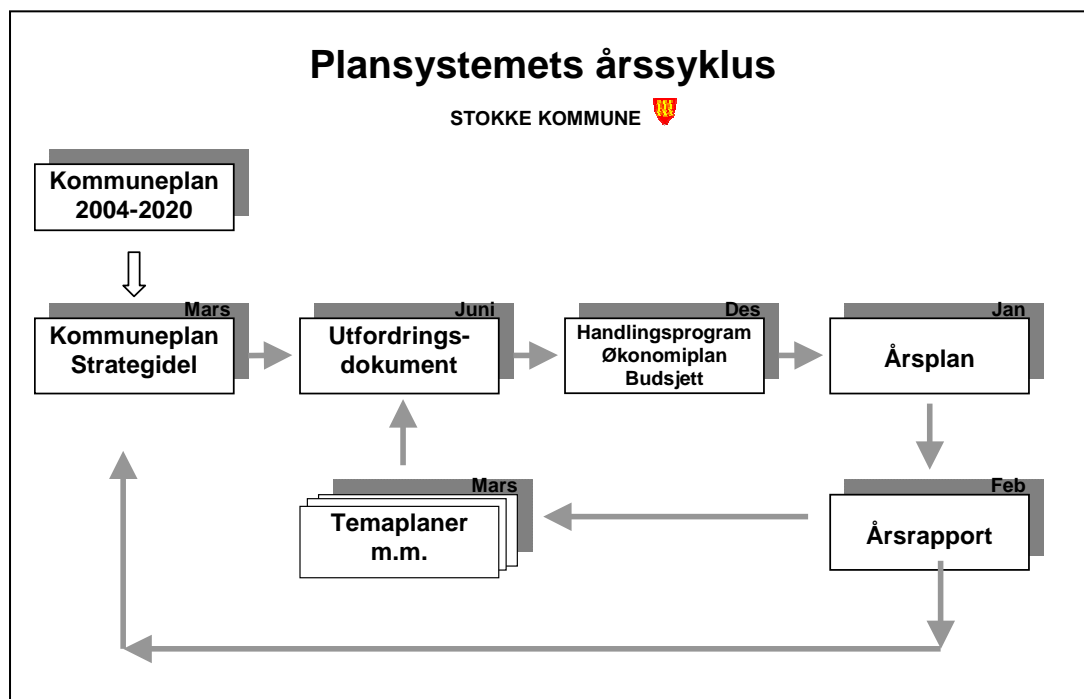 Plansystemets årssyklus
STOKKE KOMMUNE
Kommuneplan
2004-2020
Mars
Kommuneplan
Strategidel
Juni
Utfordrings-
dokument
Des
Handlingsprogram
Økonomiplan
Budsjett
Jan
Årsplan
Mars
Temaplaner
m.m.
Feb
Årsrapport